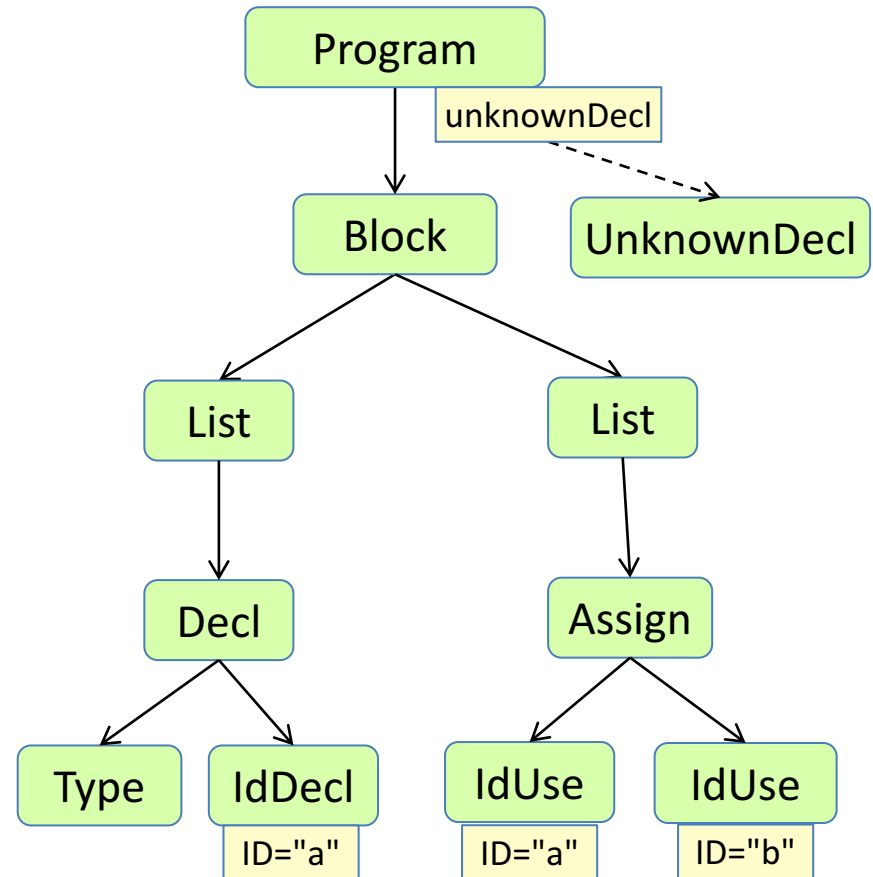 Program
unknownDecl
Block
UnknownDecl
List
List
Decl
Assign
Type
IdDecl
IdUse
IdUse
ID="a"
ID="a"
ID="b"